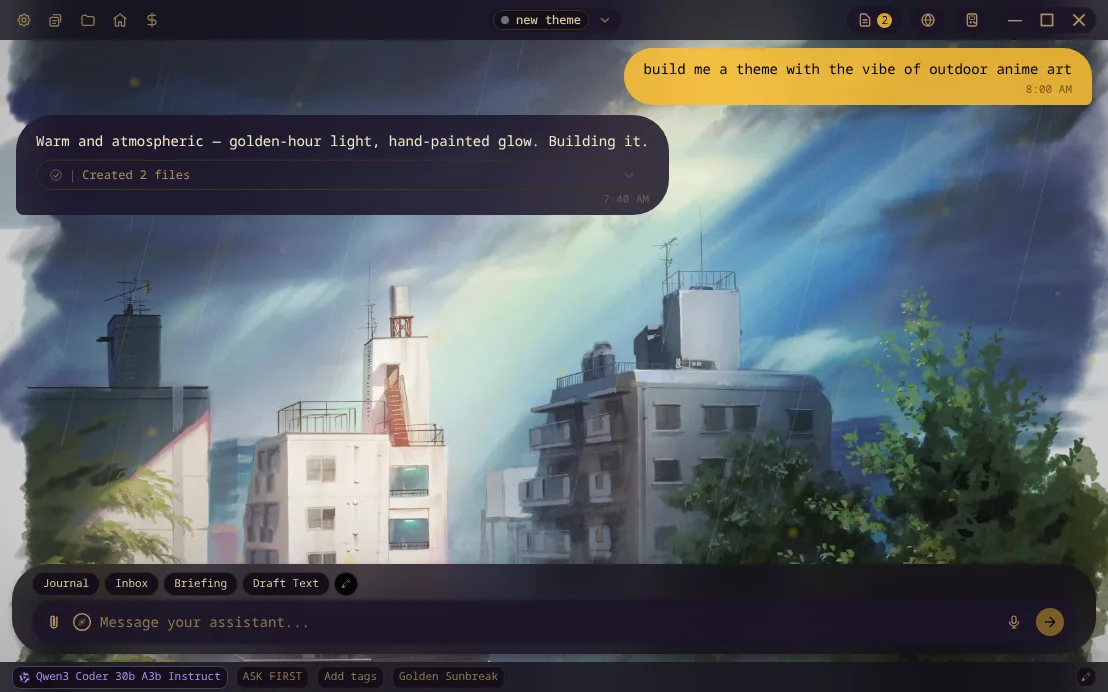 new theme
2
build me a theme with the vibe of outdoor anime art
8:00 AM
Warm and atmospheric — golden-hour light, hand-painted glow. Building it.
| Created 2 files
7:40 AM
Journal Inbox Briefing Draft Text
Message your assistant...
Qwen3 Coder 30b A3b Instruct ASK FIRST Add tags Golden Sunbreak